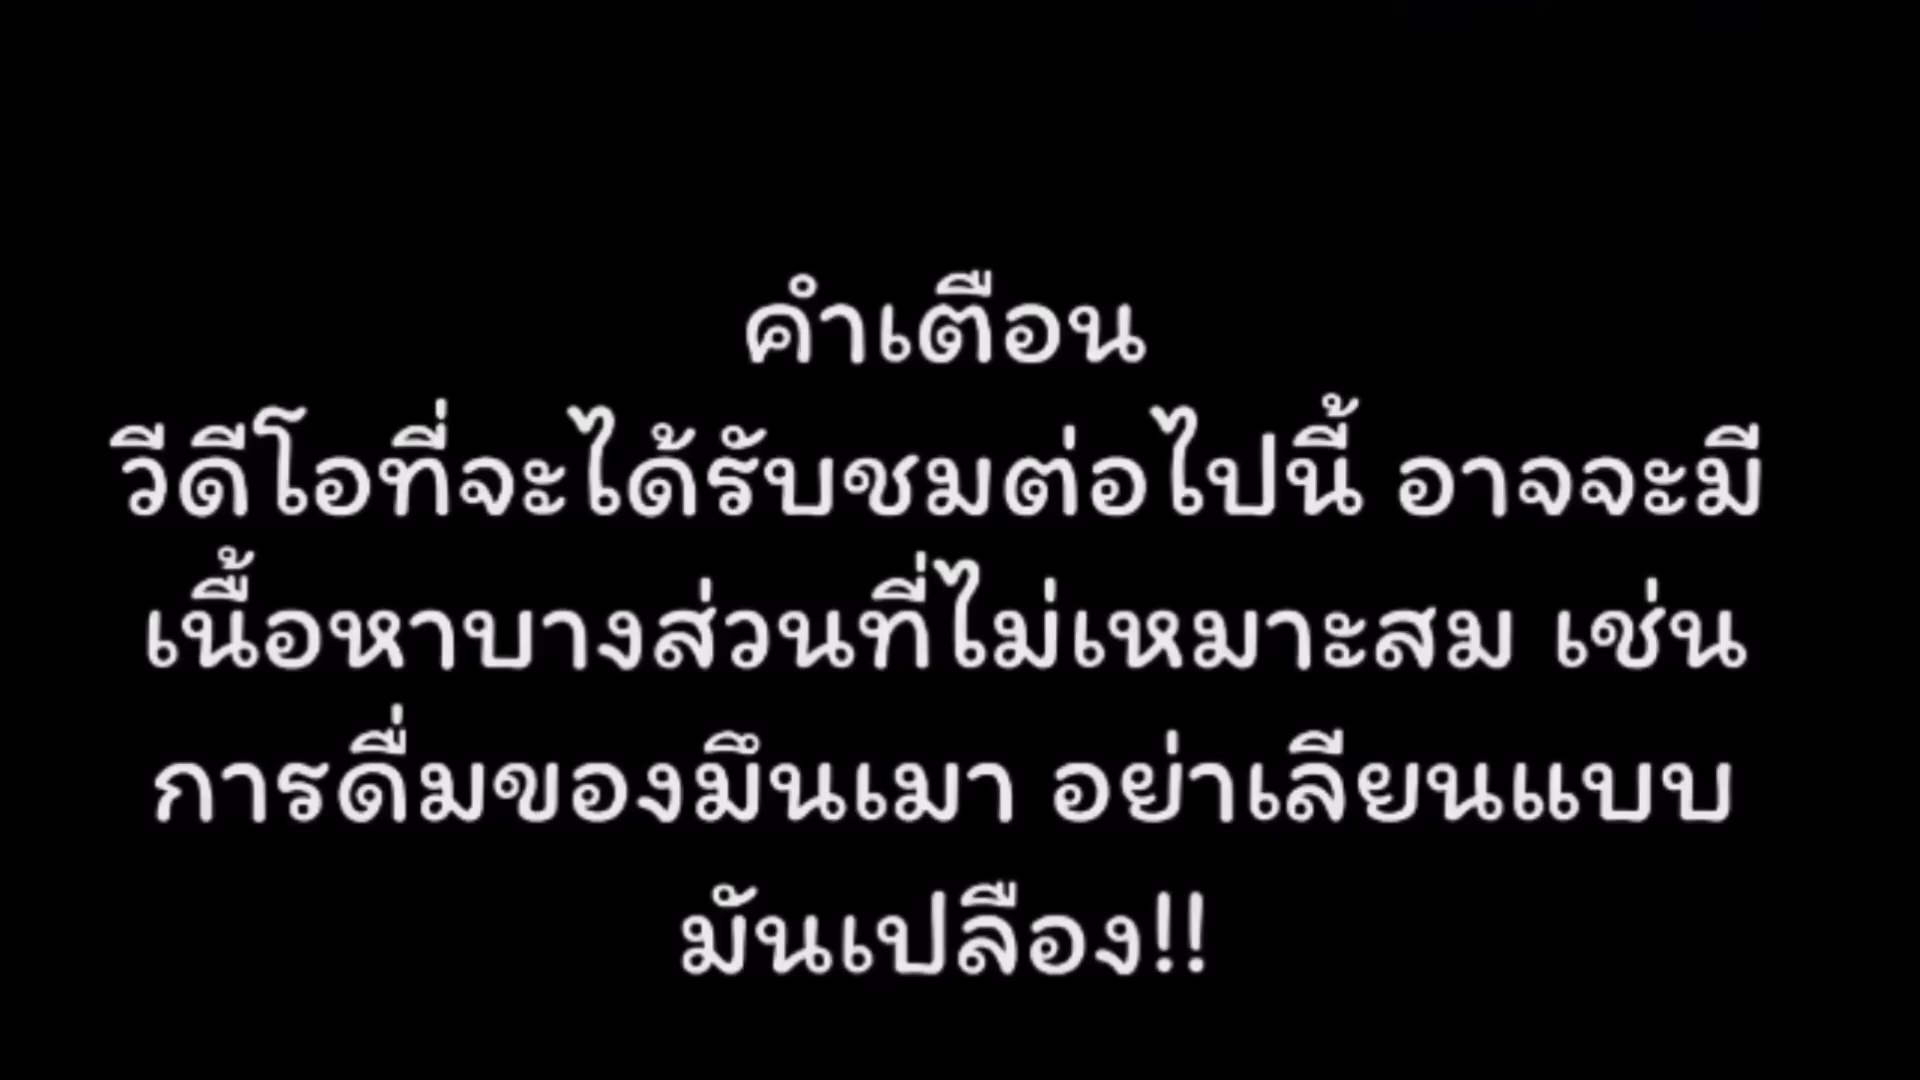 คำเตือน
วีดีโอที่จะได้รับชมต่อไปนี้ อาจจะมี
เนื้อหาบางส่วนที่ไม่เหมาะสม เช่น
การดื่มของมึนเมา อย่าเลียนแบบ
มันเปลือง!!